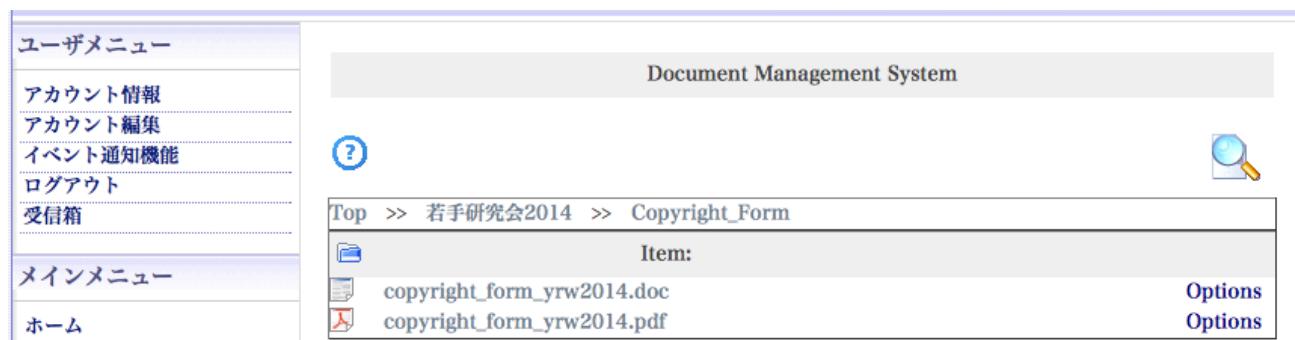 ユーザメニュー
アカウント情報
アカウント編集
イベント通知機能
ログアウト
受信箱
メインメニュー
ホーム
Document Management System
?
Top >> 若手研究会2014 >> Copyright_Form
Item:
copyright_form_yrw2014.doc Options
copyright_form_yrw2014.pdf Options